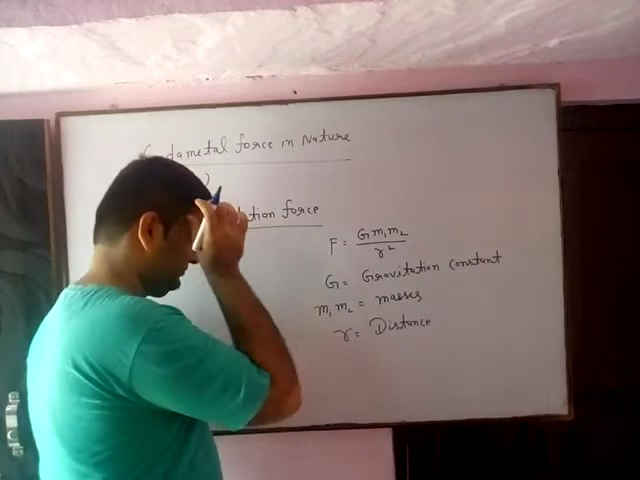 damental force in Nature
)
tion force
F = G m₁ m₂ / r²
G = Gravitation constant
m₁ m₂ = masses
r = Distance